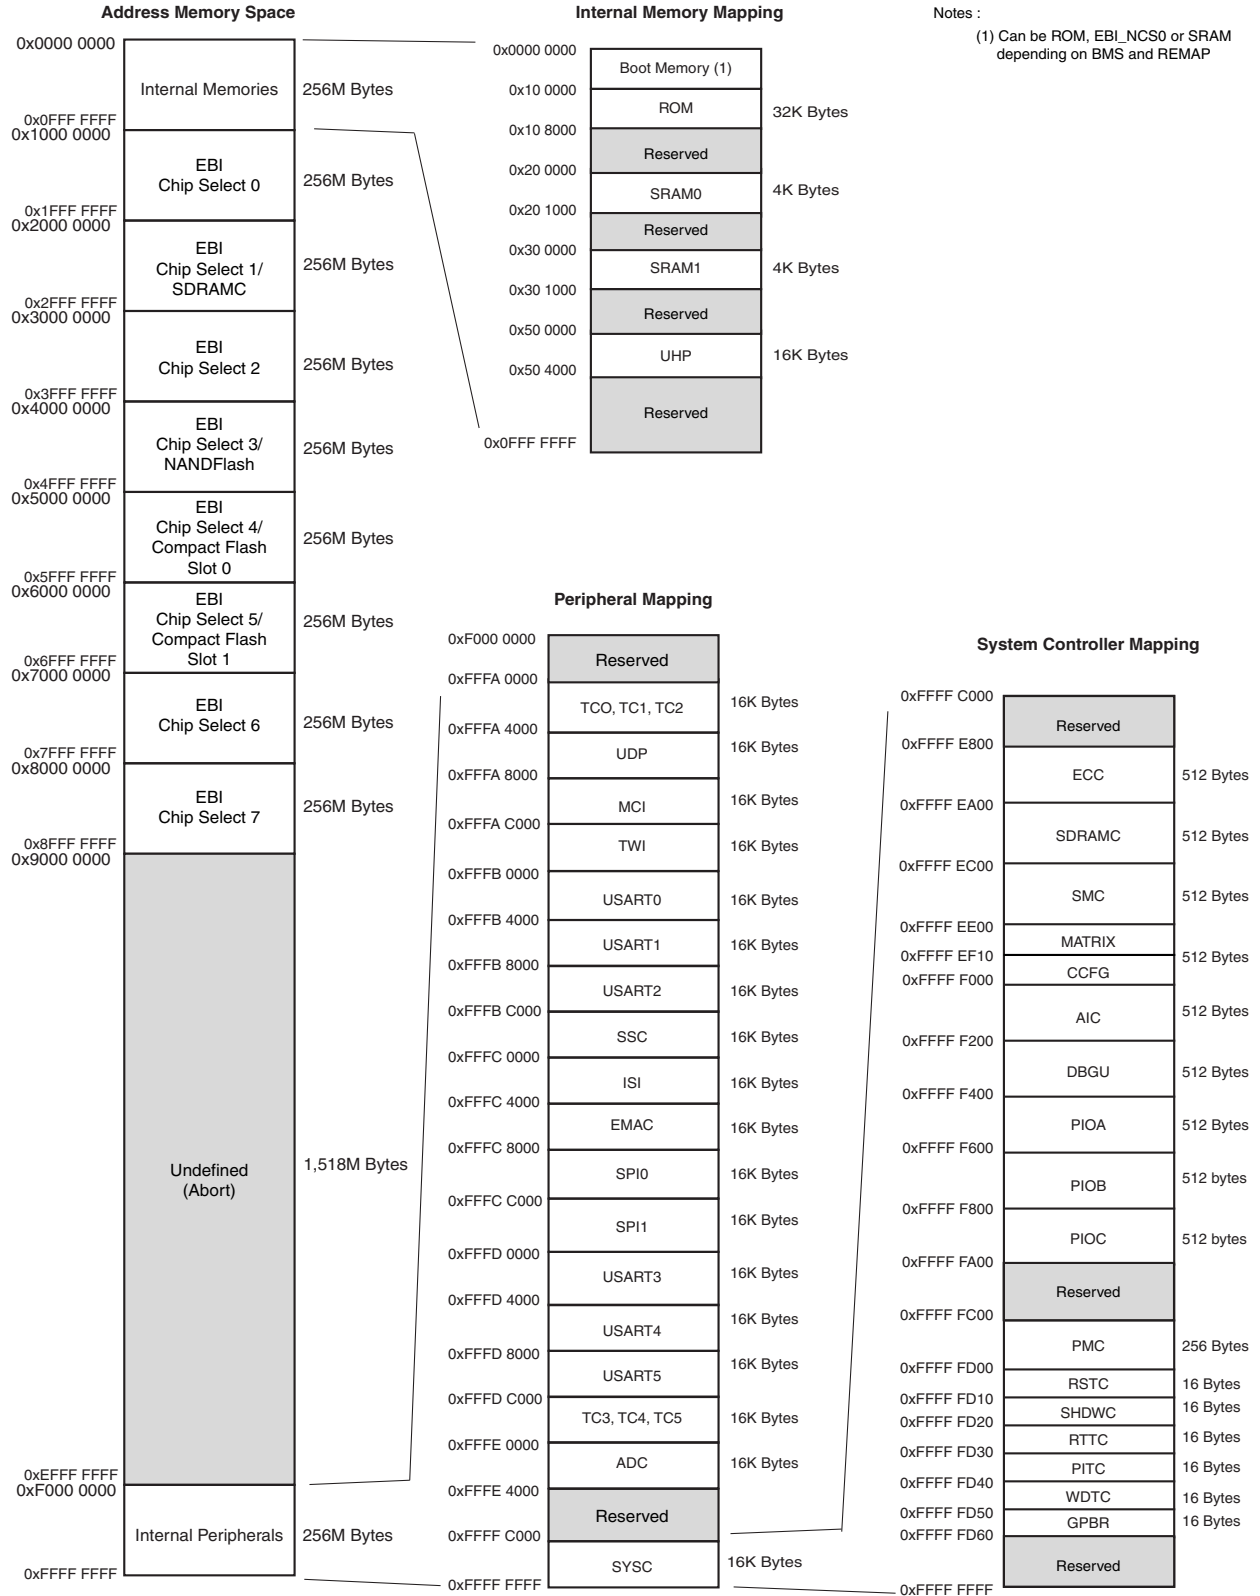 Address Memory Space
0x0000 0000
Internal Memories
256M Bytes
0x0FFF FFFF
0x1000 0000
EBI
Chip Select 0
256M Bytes
0x1FFF FFFF
0x2000 0000
EBI
Chip Select 1/
SDRAMC
256M Bytes
0x2FFF FFFF
0x3000 0000
EBI
Chip Select 2
256M Bytes
0x3FFF FFFF
0x4000 0000
EBI
Chip Select 3/
NANDFlash
256M Bytes
0x4FFF FFFF
0x5000 0000
EBI
Chip Select 4/
Compact Flash
Slot 0
256M Bytes
0x5FFF FFFF
0x6000 0000
EBI
Chip Select 5/
Compact Flash
Slot 1
256M Bytes
0x6FFF FFFF
0x7000 0000
EBI
Chip Select 6
256M Bytes
0x7FFF FFFF
0x8000 0000
EBI
Chip Select 7
256M Bytes
0x8FFF FFFF
0x9000 0000
Undefined
(Abort)
1,518M Bytes
0xEFFF FFFF
0xF000 0000
Internal Peripherals
256M Bytes
0xFFFF FFFF
Internal Memory Mapping
0x0000 0000
Boot Memory (1)
0x10 0000
ROM
32K Bytes
0x10 8000
Reserved
0x20 0000
SRAM0
4K Bytes
0x20 1000
Reserved
0x30 0000
SRAM1
4K Bytes
0x30 1000
Reserved
0x50 0000
UHP
16K Bytes
0x50 4000
Reserved
0x0FFF FFFF
Notes :
(1) Can be ROM, EBI_NCS0 or SRAM
depending on BMS and REMAP
Peripheral Mapping
0xF000 0000
Reserved
0xFFFA 0000
TCO, TC1, TC2
16K Bytes
0xFFFA 4000
UDP
16K Bytes
0xFFFA 8000
MCI
16K Bytes
0xFFFA C000
TWI
16K Bytes
0xFFFB 0000
USART0
16K Bytes
0xFFFB 4000
USART1
16K Bytes
0xFFFB 8000
USART2
16K Bytes
0xFFFB C000
SSC
16K Bytes
0xFFFC 0000
ISI
16K Bytes
0xFFFC 4000
EMAC
16K Bytes
0xFFFC 8000
SPI0
16K Bytes
0xFFFC C000
SPI1
16K Bytes
0xFFFD 0000
USART3
16K Bytes
0xFFFD 4000
USART4
16K Bytes
0xFFFD 8000
USART5
16K Bytes
0xFFFD C000
TC3, TC4, TC5
16K Bytes
0xFFFE 0000
ADC
16K Bytes
0xFFFE 4000
Reserved
0xFFFF C000
SYSC
16K Bytes
0xFFFF FFFF
System Controller Mapping
0xFFFF C000
Reserved
0xFFFF E800
ECC
512 Bytes
0xFFFF EA00
SDRAMC
512 Bytes
0xFFFF EC00
SMC
512 Bytes
0xFFFF EE00
MATRIX
0xFFFF EF10
512 Bytes
CCFG
0xFFFF F000
AIC
512 Bytes
0xFFFF F200
DBGU
512 Bytes
0xFFFF F400
PIOA
512 Bytes
0xFFFF F600
PIOB
512 bytes
0xFFFF F800
PIOC
512 bytes
0xFFFF FA00
Reserved
0xFFFF FC00
PMC
256 Bytes
0xFFFF FD00
RSTC
16 Bytes
0xFFFF FD10
SHDWC
16 Bytes
0xFFFF FD20
RTTC
16 Bytes
0xFFFF FD30
PITC
16 Bytes
0xFFFF FD40
WDTC
16 Bytes
0xFFFF FD50
GPBR
16 Bytes
0xFFFF FD60
Reserved
0xFFFF FFFF